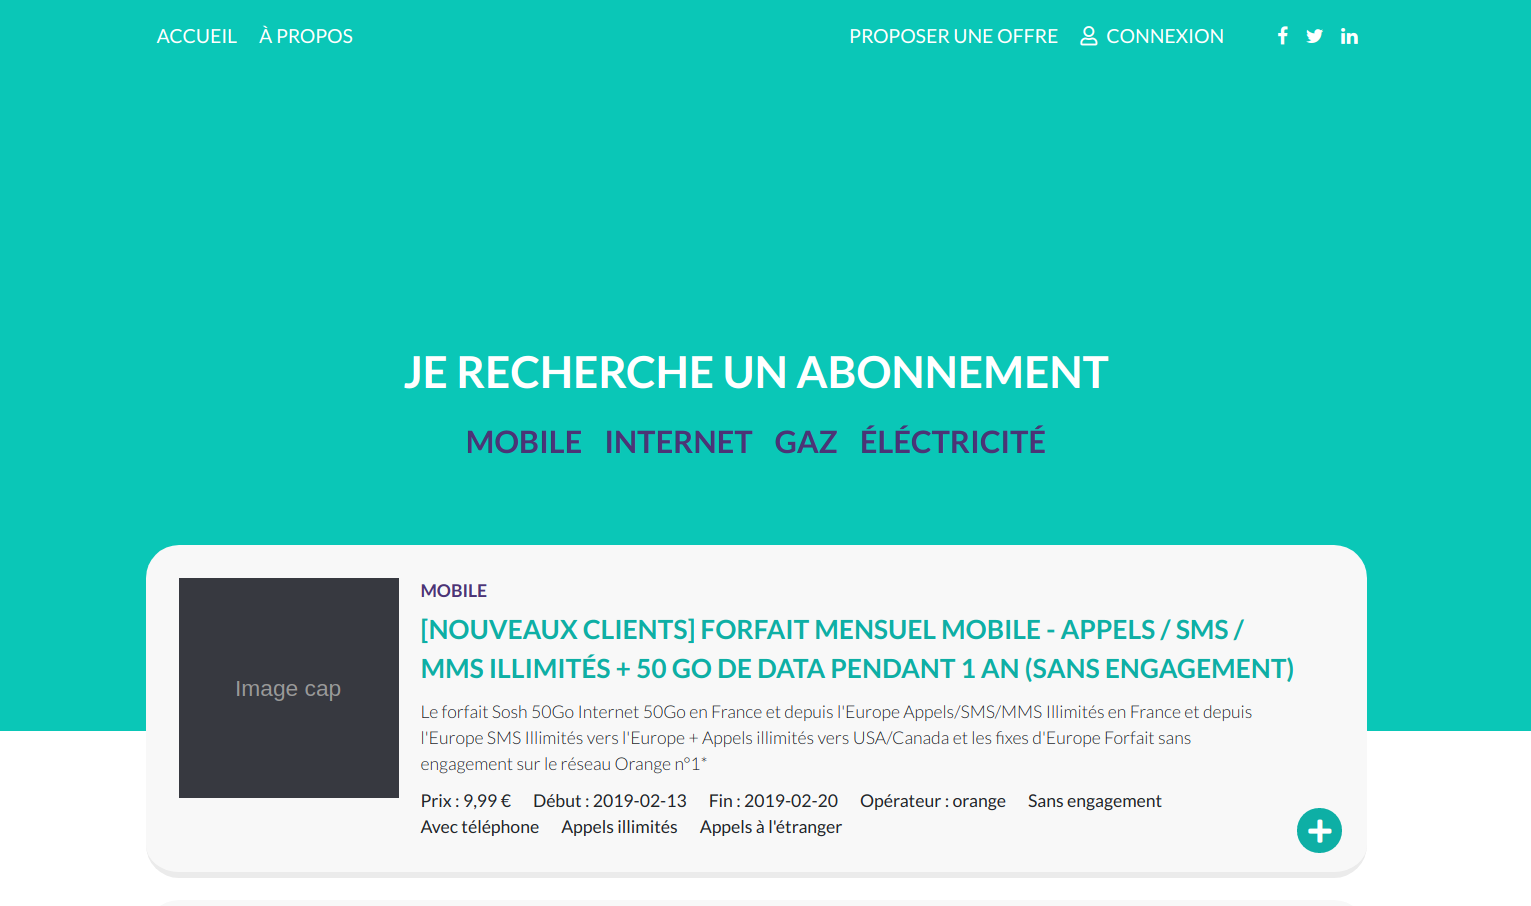 ACCUEIL À PROPOS PROPOSER UNE OFFRE CONNEXION
JE RECHERCHE UN ABONNEMENT
MOBILE INTERNET GAZ ÉLÉCTRICITÉ
Image cap
MOBILE
[NOUVEAUX CLIENTS] FORFAIT MENSUEL MOBILE - APPELS / SMS /
MMS ILLIMITÉS + 50 GO DE DATA PENDANT 1 AN (SANS ENGAGEMENT)
Le forfait Sosh 50Go Internet 50Go en France et depuis l'Europe Appels/SMS/MMS Illimités en France et depuis
l'Europe SMS Illimités vers l'Europe + Appels illimités vers USA/Canada et les fixes d'Europe Forfait sans
engagement sur le réseau Orange n°1*
Prix : 9,99 € Début : 2019-02-13 Fin : 2019-02-20 Opérateur : orange Sans engagement
Avec téléphone Appels illimités Appels à l'étranger